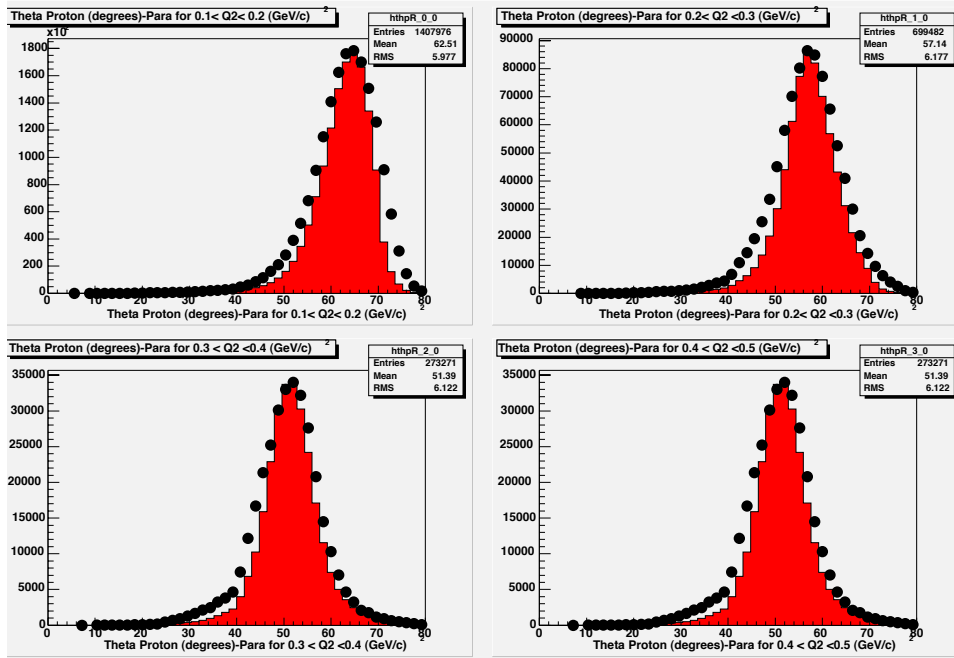 Theta Proton (degrees)-Para for 0.1< Q2< 0.2 (GeV/c) 2
hthpR_0_0
Entries 1407976
Mean 62.51
RMS 5.977
x10
1800
1600
1400
1200
1000
800
600
400
200
0
0 10 20 30 40 50 60 70 80
Theta Proton (degrees)-Para for 0.1< Q2< 0.2 (GeV/c) 2
Theta Proton (degrees)-Para for 0.2< Q2 <0.3 (GeV/c) 2
hthpR_1_0
Entries 699482
Mean 57.14
RMS 6.177
90000
80000
70000
60000
50000
40000
30000
20000
10000
0
0 10 20 30 40 50 60 70 80
Theta Proton (degrees)-Para for 0.2< Q2 <0.3 (GeV/c) 2
Theta Proton (degrees)-Para for 0.3 < Q2 <0.4 (GeV/c) 2
hthpR_2_0
Entries 273271
Mean 51.39
RMS 6.122
35000
30000
25000
20000
15000
10000
5000
0
0 10 20 30 40 50 60 70 80
Theta Proton (degrees)-Para for 0.3 < Q2 <0.4 (GeV/c) 2
Theta Proton (degrees)-Para for 0.4 < Q2 <0.5 (GeV/c) 2
hthpR_3_0
Entries 273271
Mean 51.39
RMS 6.122
35000
30000
25000
20000
15000
10000
5000
0
0 10 20 30 40 50 60 70 80
Theta Proton (degrees)-Para for 0.4 < Q2 <0.5 (GeV/c) 2